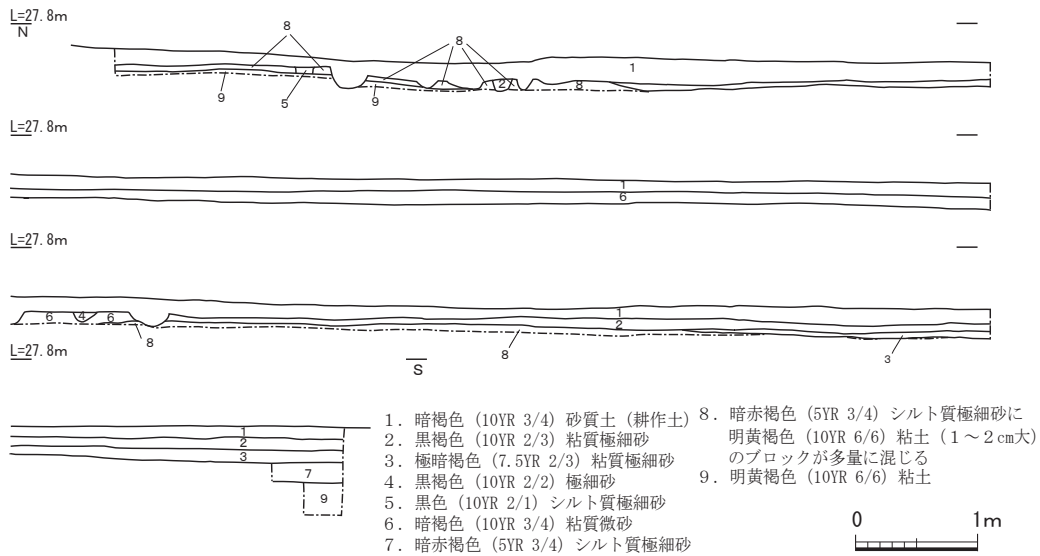 L=27.8m
N
8
8
1
9
5
9
2
8
L=27.8m
1
6
L=27.8m
6
4
6
8
1
2
8
3
L=27.8m
S
1
2
3
7
9
1．暗褐色（10YR 3/4）砂質土（耕作土）
2．黒褐色（10YR 2/3）粘質極細砂
3．極暗褐色（7.5YR 2/3）粘質極細砂
4．黒褐色（10YR 2/2）極細砂
5．黒色（10YR 2/1）シルト質極細砂
6．暗褐色（10YR 3/4）粘質微砂
7．暗赤褐色（5YR 3/4）シルト質極細砂
8．暗赤褐色（5YR 3/4）シルト質極細砂に
明黄褐色（10YR 6/6）粘土（1～2㎝大）
のブロックが多量に混じる
9．明黄褐色（10YR 6/6）粘土
0 1m